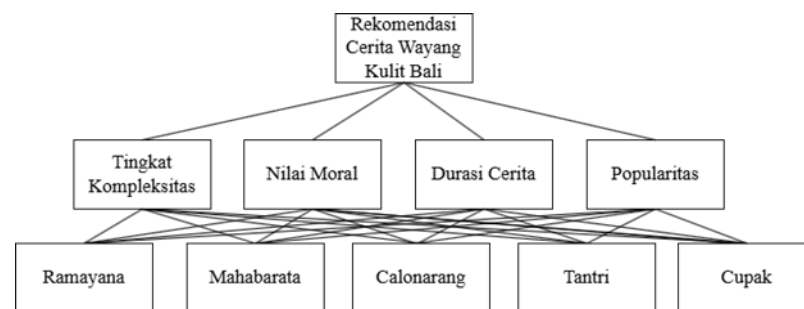 Rekomendasi
Cerita Wayang
Kulit Bali
Tingkat
Kompleksitas
Nilai Moral
Durasi Cerita
Popularitas
Ramayana
Mahabarata
Calonarang
Tantri
Cupak